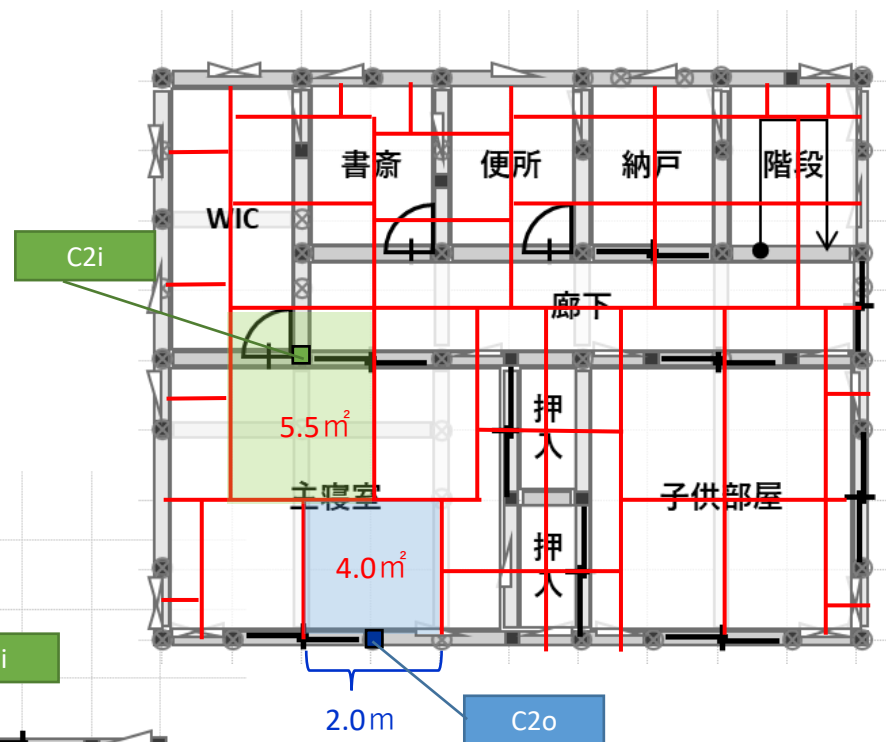 書斎
便所
納戸
階段
WIC
C2i
廊下
押入
5.5㎡
主寝室
子供部屋
押入
4.0㎡
i
2.0m
C2o